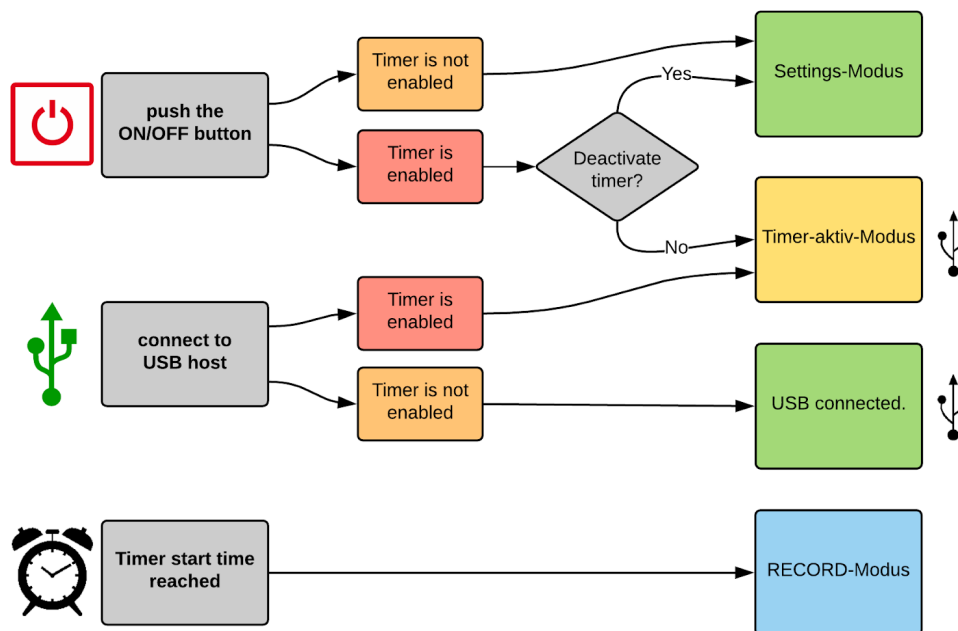 push the
ON/OFF button
Timer is not
enabled
Timer is
enabled
Deactivate
timer?
Yes
No
Settings-Modus
Timer-aktiv-Modus
connect to
USB host
Timer is
enabled
Timer is not
enabled
USB connected.
Timer start time
reached
RECORD-Modus